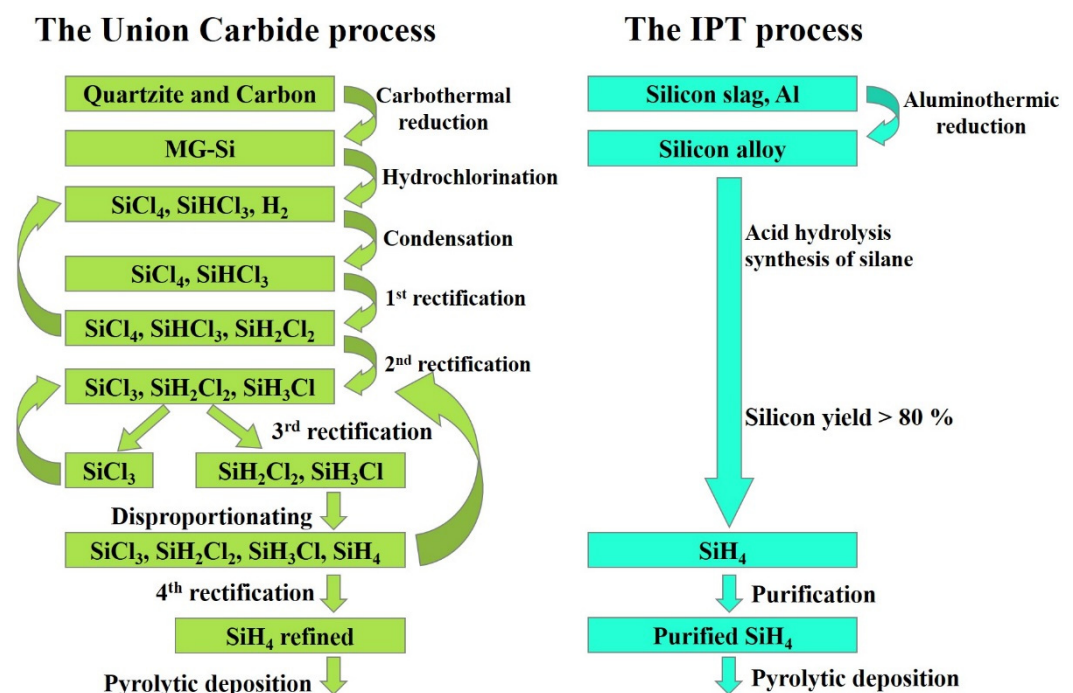 The Union Carbide process
Quartzite and Carbon
Carbothermal
reduction
MG-Si
Hydrochlorination
SiCl₄, SiHCl₃, H₂
Condensation
SiCl₄, SiHCl₃
1ˢᵗ rectification
SiCl₄, SiHCl₃, SiH₂Cl₂
2ⁿᵈ rectification
SiCl₃, SiH₂Cl₂, SiH₃Cl
3ʳᵈ rectification
SiCl₃
SiH₂Cl₂, SiH₃Cl
Disproportionating
SiCl₃, SiH₂Cl₂, SiH₃Cl, SiH₄
4ᵗʰ rectification
SiH₄ refined
Pyrolytic deposition
The IPT process
Silicon slag, Al
Aluminothermic
reduction
Silicon alloy
Acid hydrolysis
synthesis of silane
Silicon yield > 80 %
SiH₄
Purification
Purified SiH₄
Pyrolytic deposition